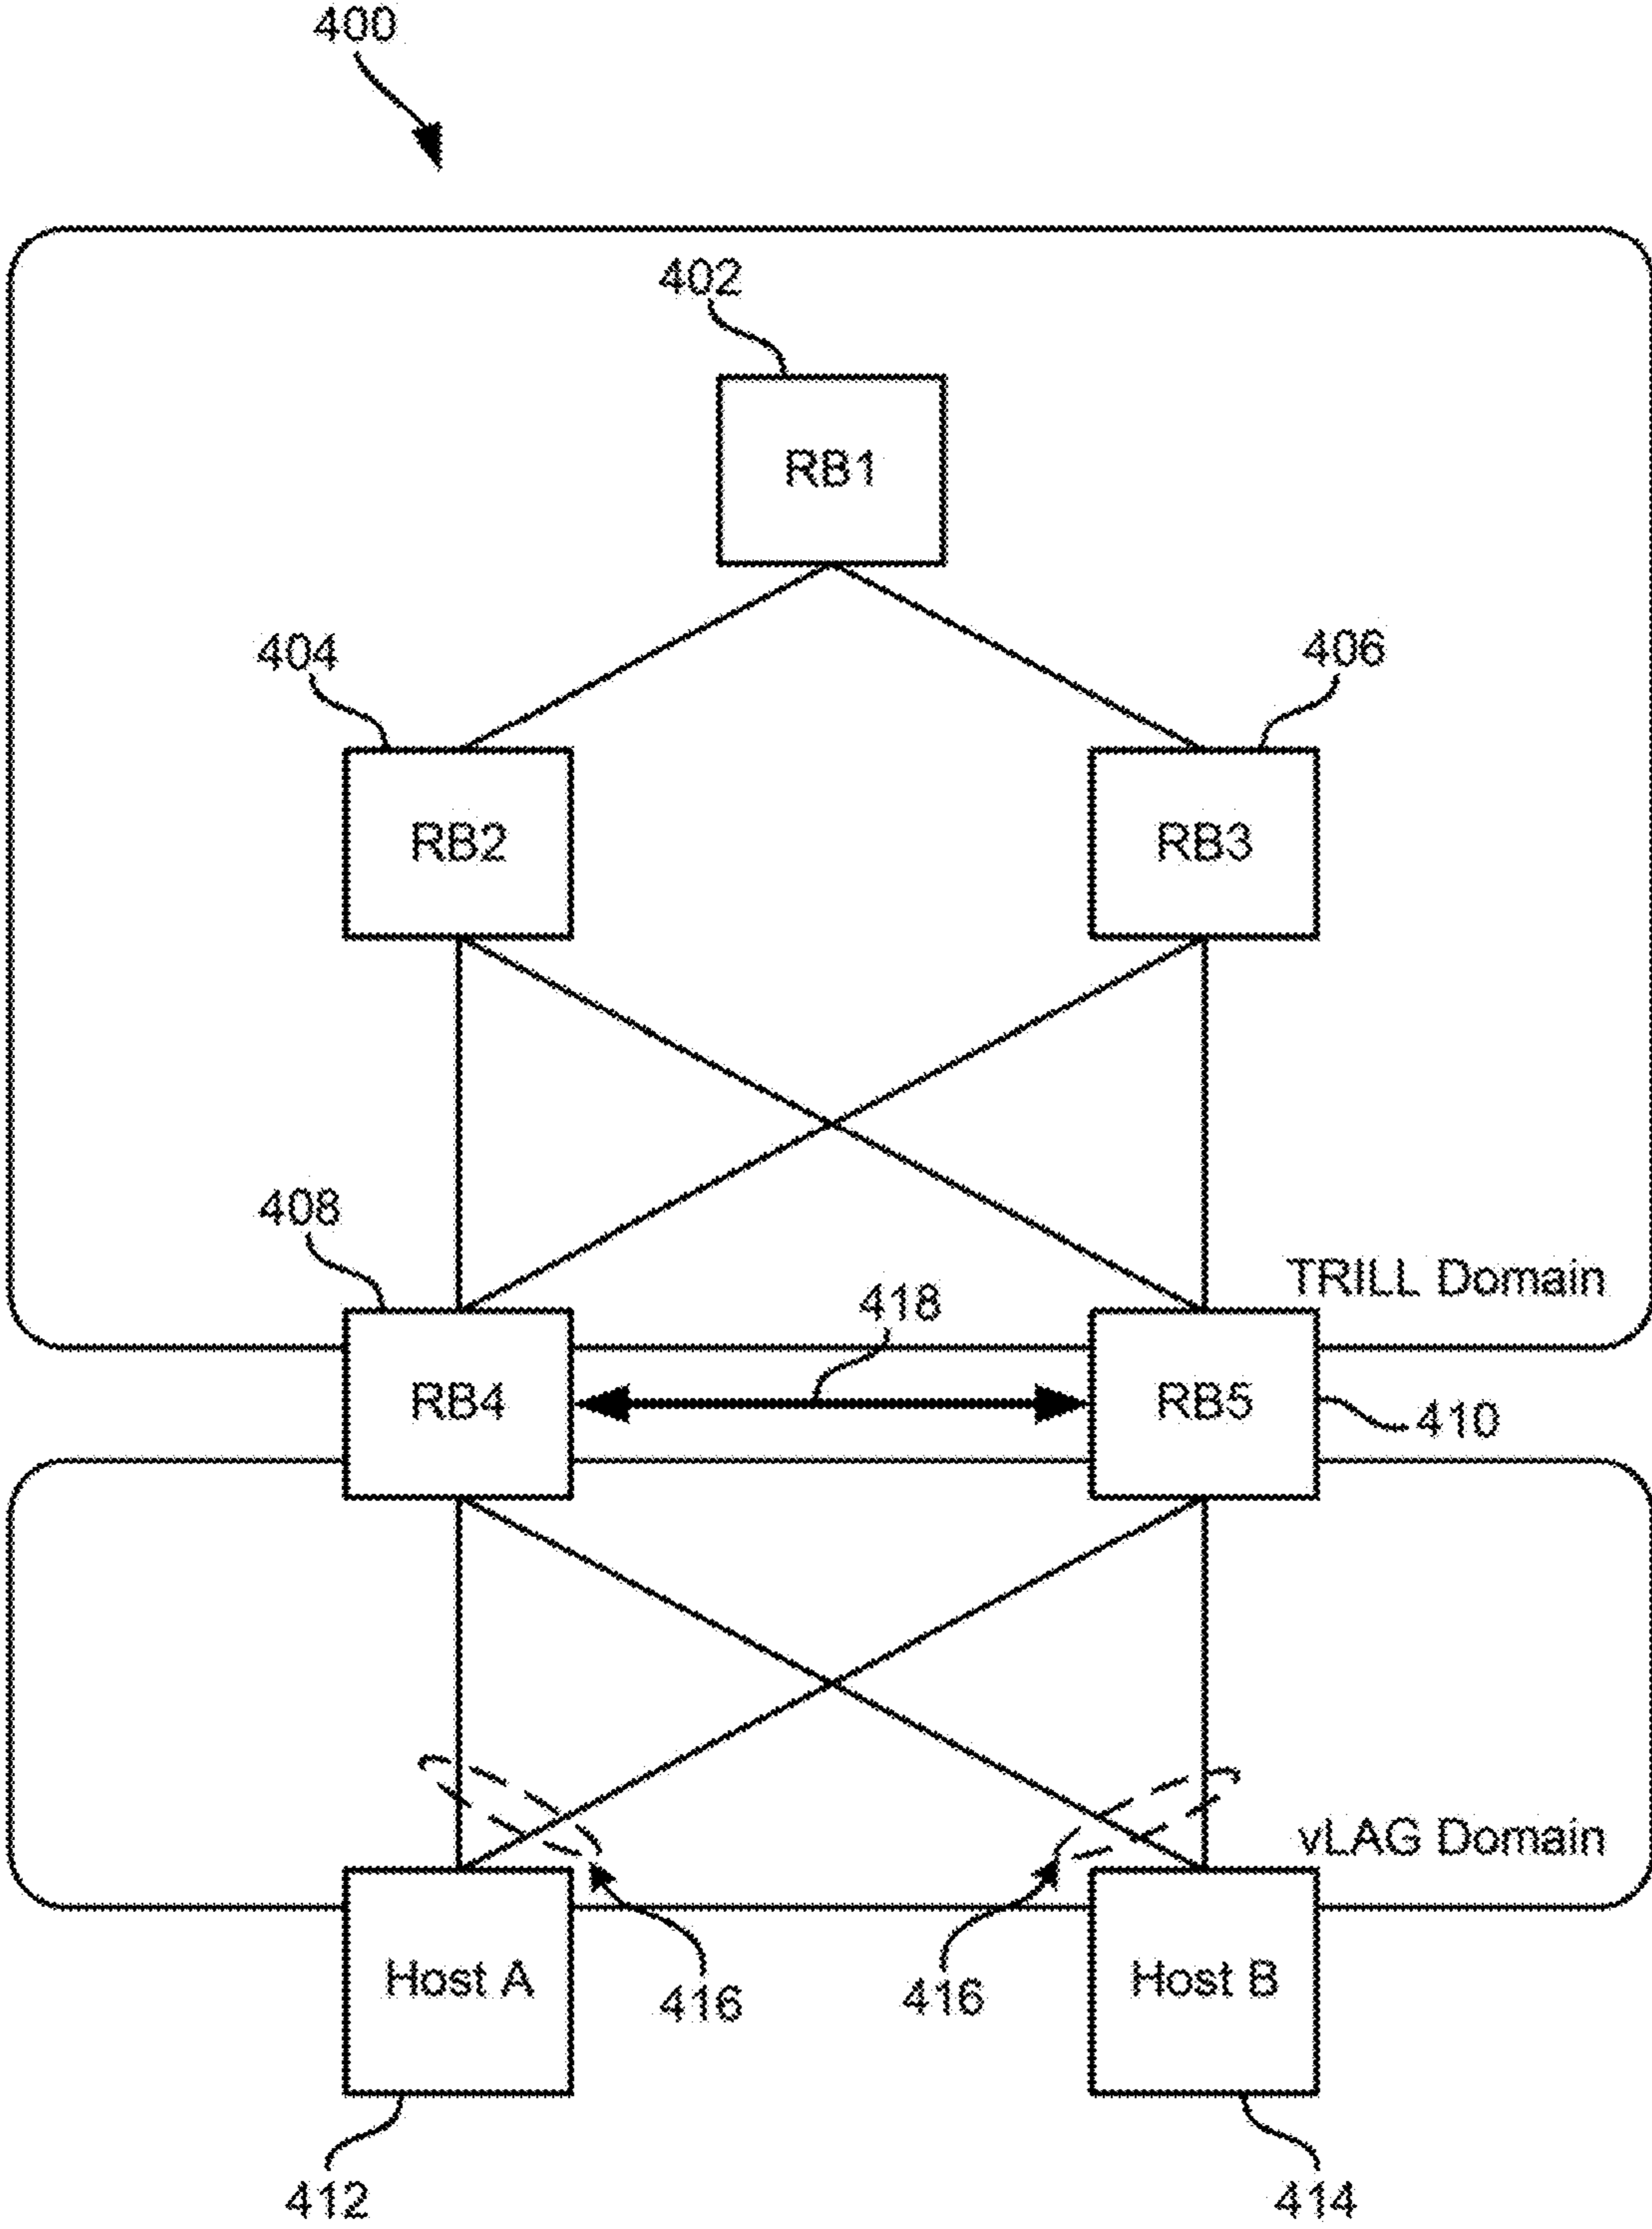 400
402
RB1
404
406
RB2
RB3
408
TRILL Domain
418
RB4
RB5
410
vLAG Domain
Host A
Host B
416
416
412
414